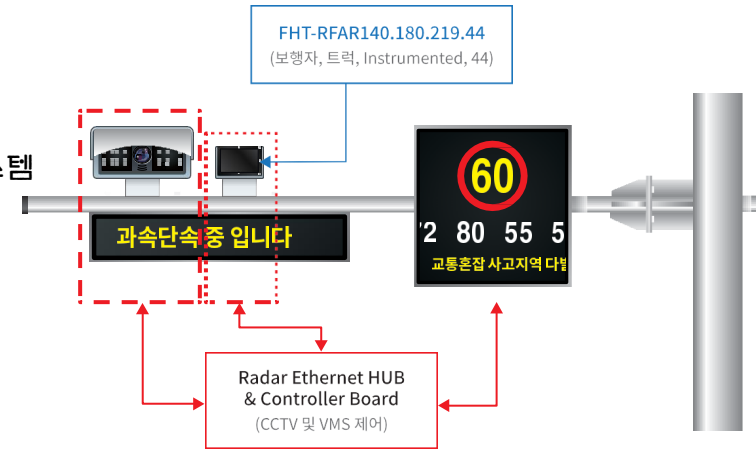 FHT-RFAR140.180.219.44
(보행자, 트럭, Instrumented, 44)
템
과속단속 중 입니다
60
72 80 55 5
교통혼잡 사고지역 다발
Radar Ethernet HUB
& Controller Board
(CCTV 및 VMS 제어)